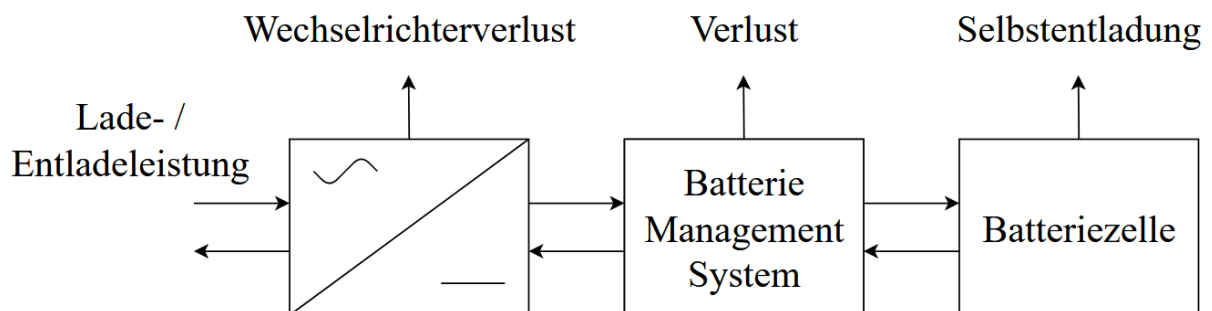 Wechselrichterverlust
Verlust
Selbstentladung
Lade- /
Entladeleistung
Batterie
Management
System
Batteriezelle